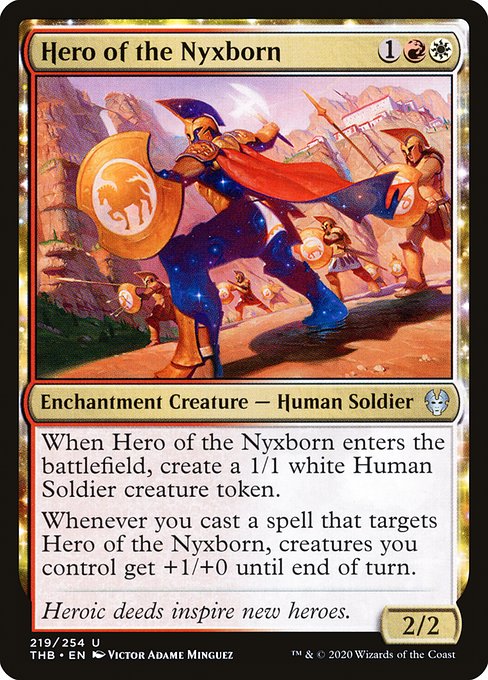 Hero of the Nyxborn 1
Enchantment Creature — Human Soldier
When Hero of the Nyxborn enters the
battlefield, create a 1/1 white Human
Soldier creature token.
Whenever you cast a spell that targets
Hero of the Nyxborn, creatures you
control get +1/+0 until end of turn.
Heroic deeds inspire new heroes.
2/2
219/254 U
THB • EN Victor Adame Minguez
™ & © 2020 Wizards of the Coast